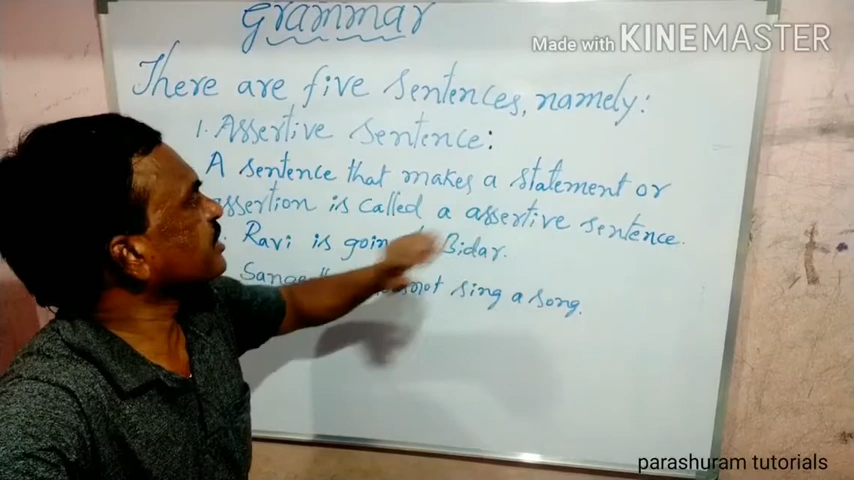 Grammar
Made with KINEMASTER
There are five sentences, namely:
1. Assertive sentence:
A sentence that makes a statement or
assertion is called a assertive sentence.
Ravi is going Bidar.
not sing a song.
parashuram tutorials